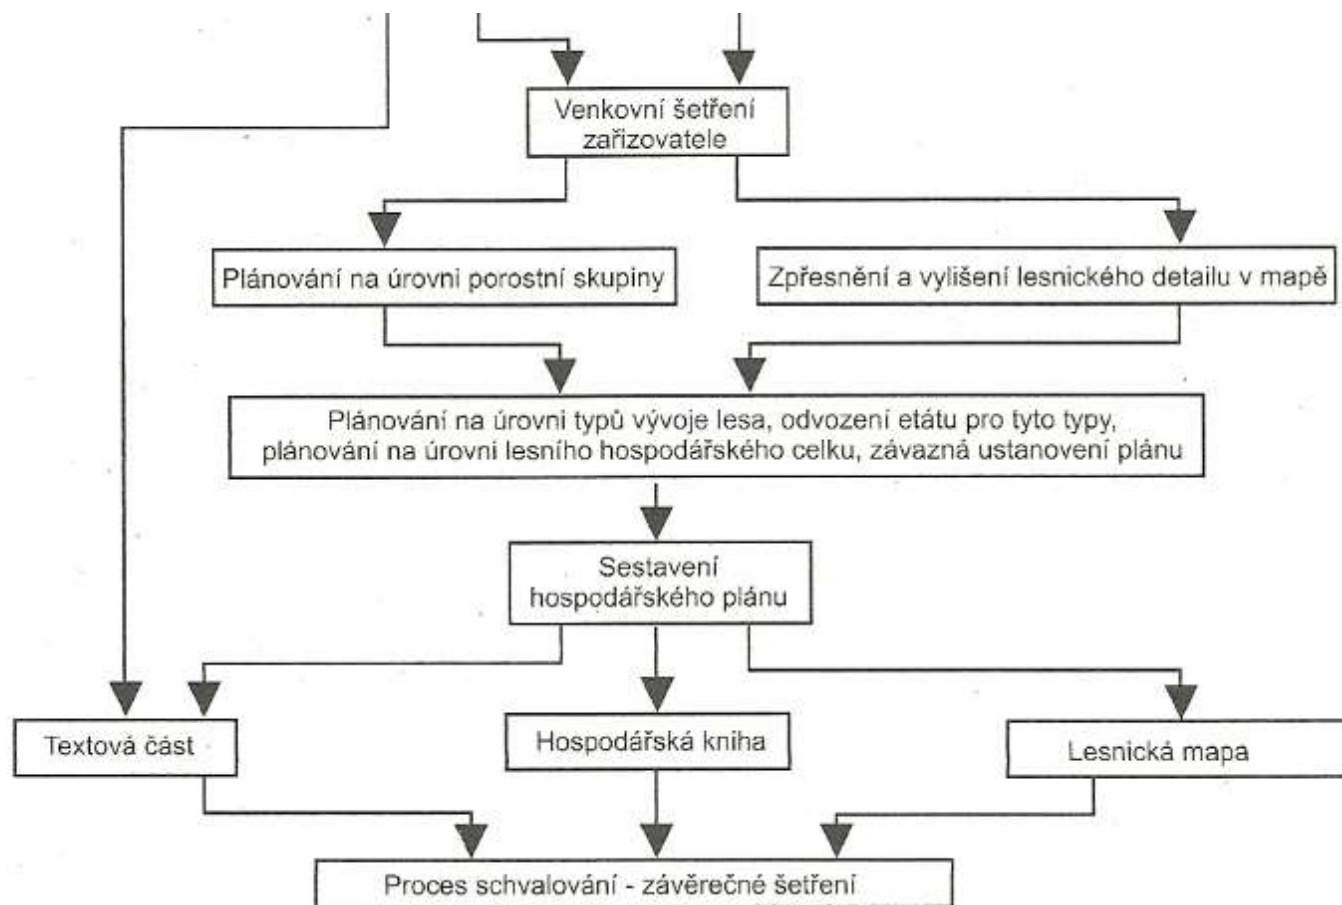 Venkovní šetření
zařizovatele
Plánování na úrovni porostní skupiny
Zpřesnění a vylišení lesnického detailu v mapě
Plánování na úrovni typů vývoje lesa, odvození etátu pro tyto typy,
plánování na úrovni lesního hospodářského celku, závazná ustanovení plánu
Sestavení
hospodářského plánu
Textová část
Hospodářská kniha
Lesnická mapa
Proces schvalování - závěrečné šetření